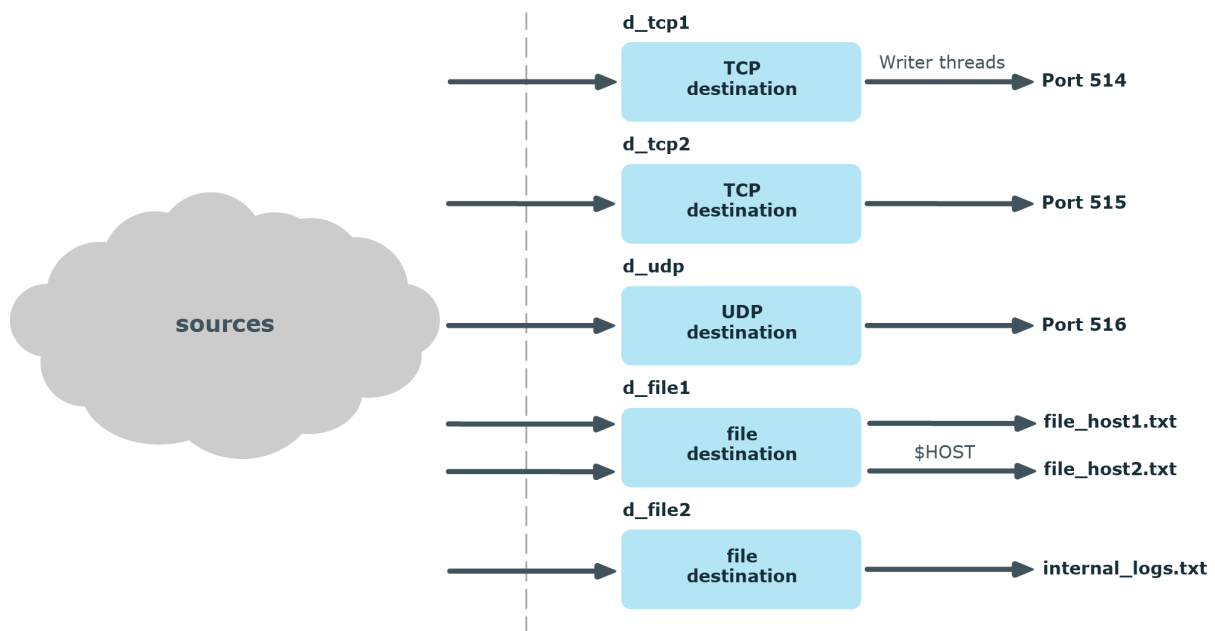 d_tcp1
TCP
destination
Writer threads
Port 514
d_tcp2
TCP
destination
Port 515
sources
d_udp
UDP
destination
Port 516
d_file1
file
destination
file_host1.txt
$HOST
file_host2.txt
d_file2
file
destination
internal_logs.txt